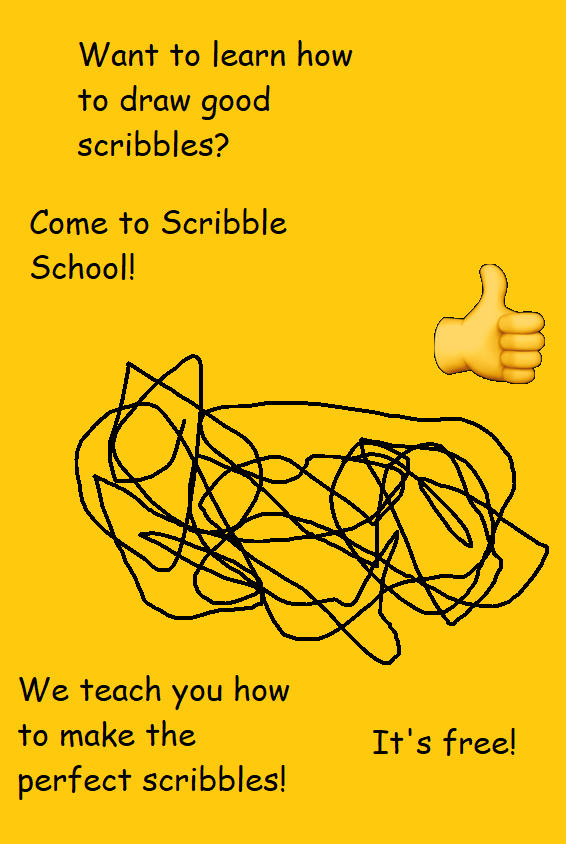 Want to learn how
to draw good
scribbles?
Come to Scribble
School!
We teach you how
to make the
perfect scribbles!
It's free!